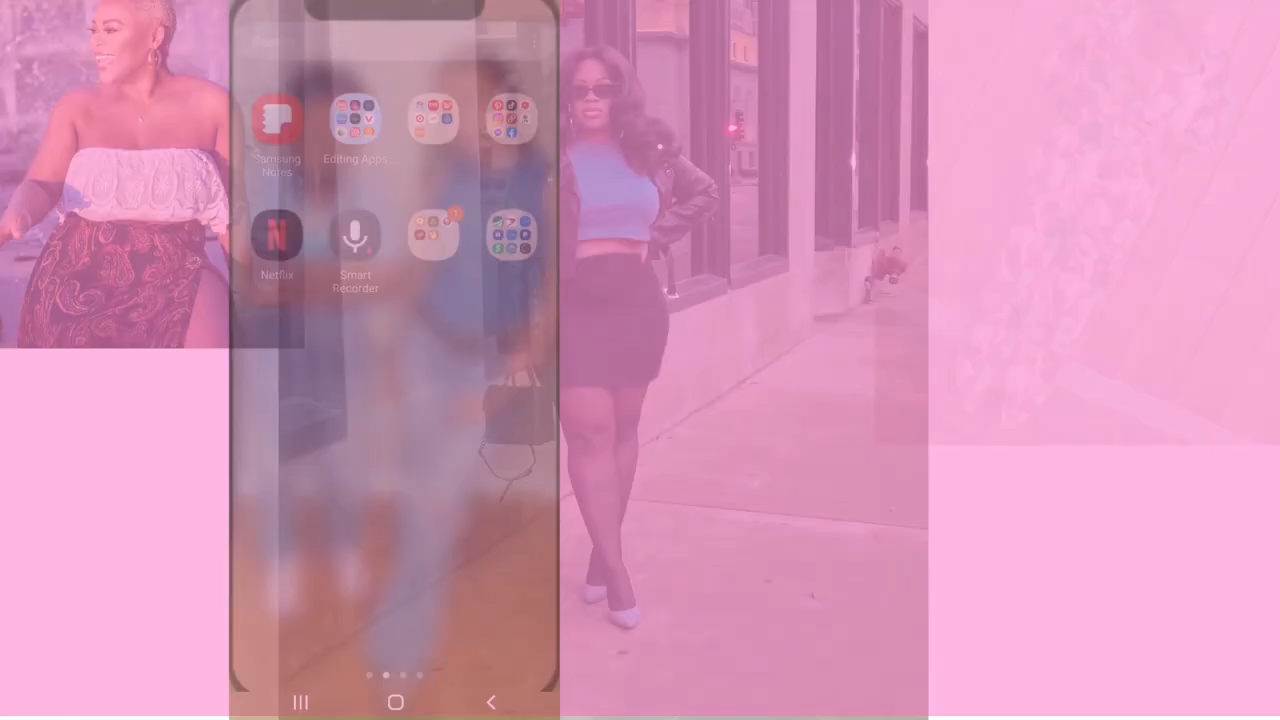 Samsung
Notes
Editing Apps...
Netflix
Smart
Recorder